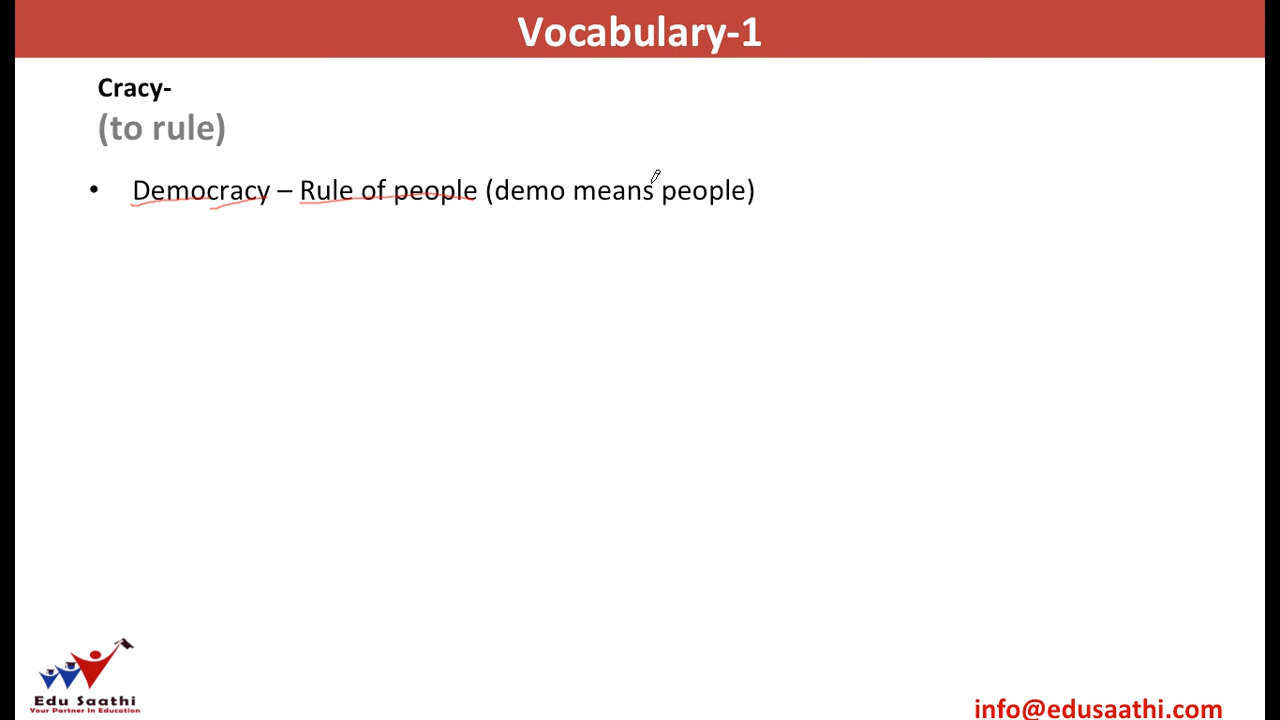 Vocabulary-1
Cracy-
(to rule)
• Democracy – Rule of people (demo means people)
Edu Saathi
Your Partner In Education
info@edusaathi.com